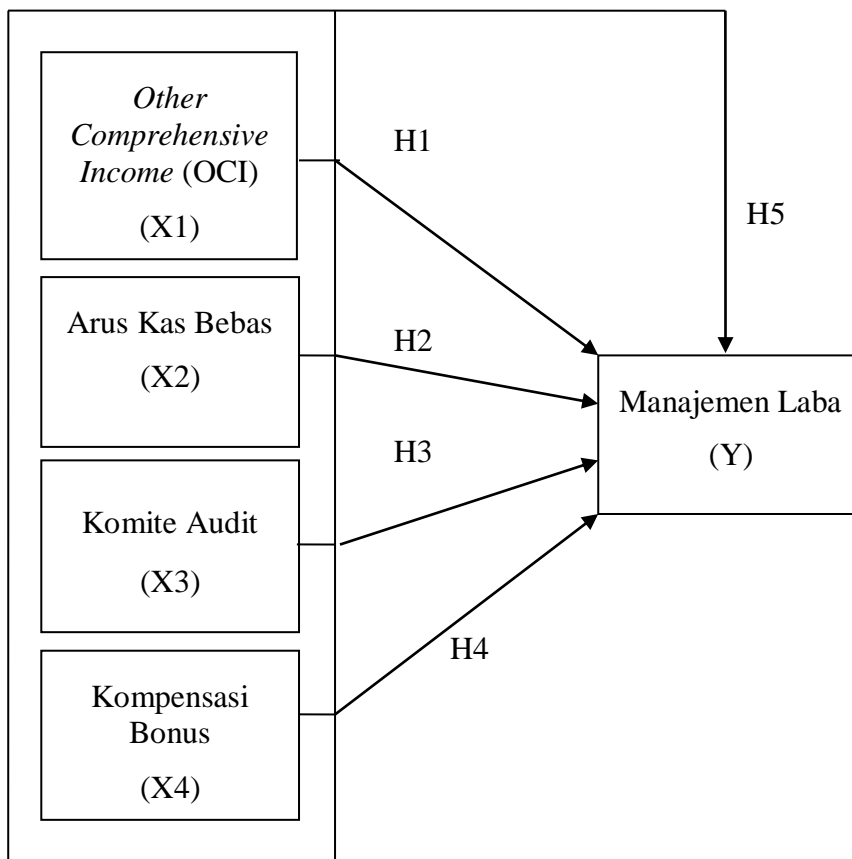 Other
Comprehensive
Income (OCI)
(X1)
Arus Kas Bebas
(X2)
Komite Audit
(X3)
Kompensasi
Bonus
(X4)
H1
H2
H3
H4
H5
Manajemen Laba
(Y)